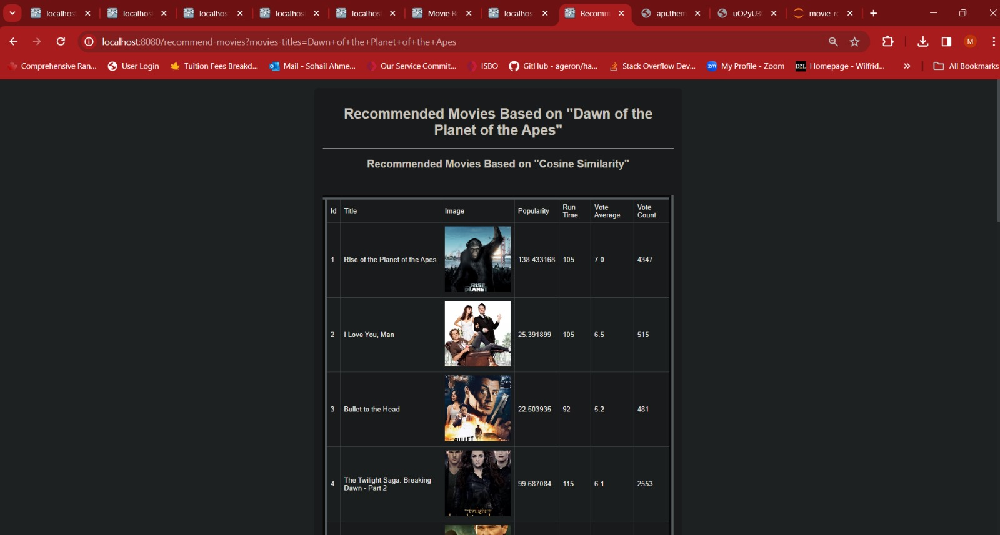 localhos
localhos
localhos
localhos
localhos
Movie R
localhos
Recomm
api.them
uO2yU3
movie-re
localhost:8080/recommend-movies?movies-titles=Dawn+of+the+Planet+of+the+Apes
M
Comprehensive Ran...
User Login
Tuition Fees Breakd...
Mail - Sohail Ahme...
Our Service Commit...
ISBO
GitHub - ageron/ha...
Stack Overflow Dev...
zm
My Profile - Zoom
D2L
Homepage - Wilfrid...
»
All Bookmarks
Recommended Movies Based on "Dawn of the
Planet of the Apes"
Recommended Movies Based on "Cosine Similarity"
Id Title Image Popularity Run Time Vote Average Vote Count
1 Rise of the Planet of the Apes 138.433168 105 7.0 4347
RISE
PLANET
2 I Love You, Man 25.391899 105 6.5 515
3 Bullet to the Head 22.503935 92 5.2 481
BULLET
4 The Twilight Saga: Breaking
Dawn - Part 2 99.687084 115 6.1 2553
twilight